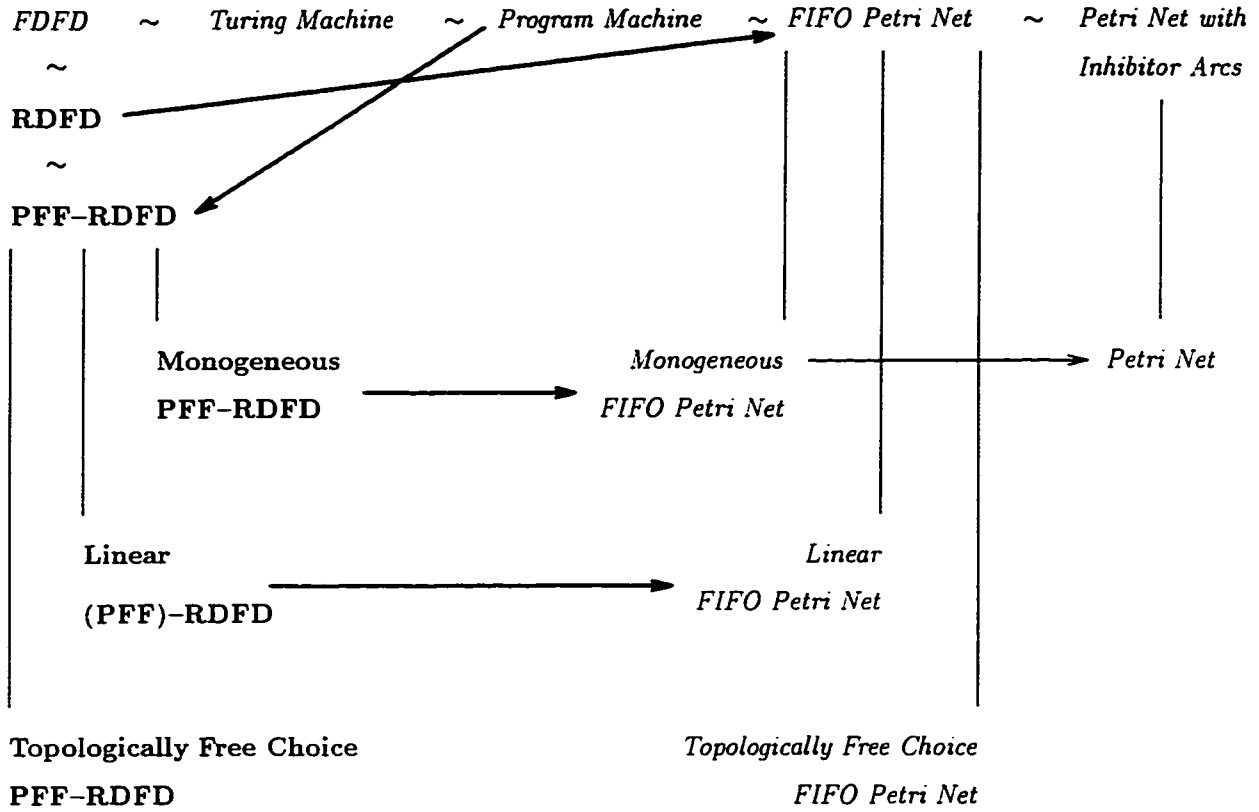 FDFD ~ Turing Machine ~ Program Machine ~ FIFO Petri Net ~ Petri Net with
~ Inhibitor Arcs
RDFD
~
PFF–RDFD
Monogeneous Monogeneous Petri Net
PFF–RDFD FIFO Petri Net
Linear Linear
(PFF)–RDFD FIFO Petri Net
Topologically Free Choice Topologically Free Choice
PFF–RDFD FIFO Petri Net